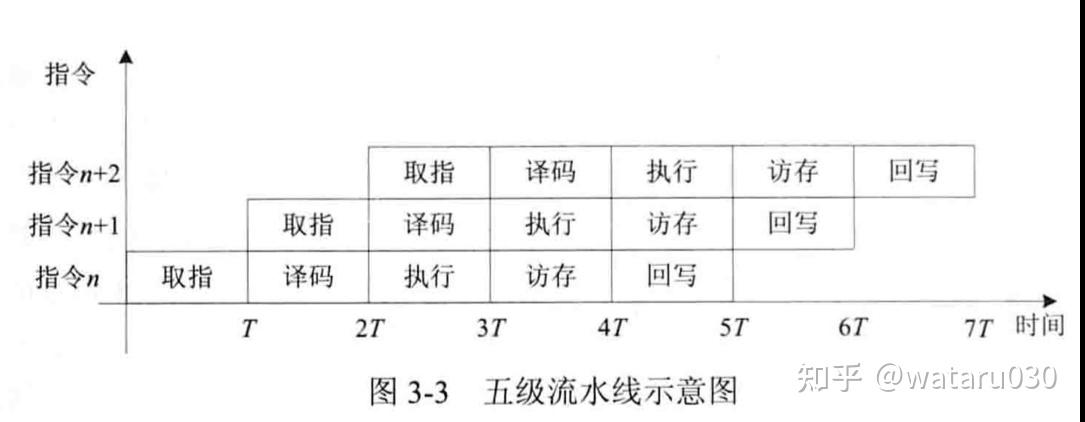 指令
指令n+2 取指 译码 执行 访存 回写
指令n+1 取指 译码 执行 访存 回写
指令n 取指 译码 执行 访存 回写
T 2T 3T 4T 5T 6T 7T 时间
图 3-3 五级流水线示意图
知乎 @wataru030